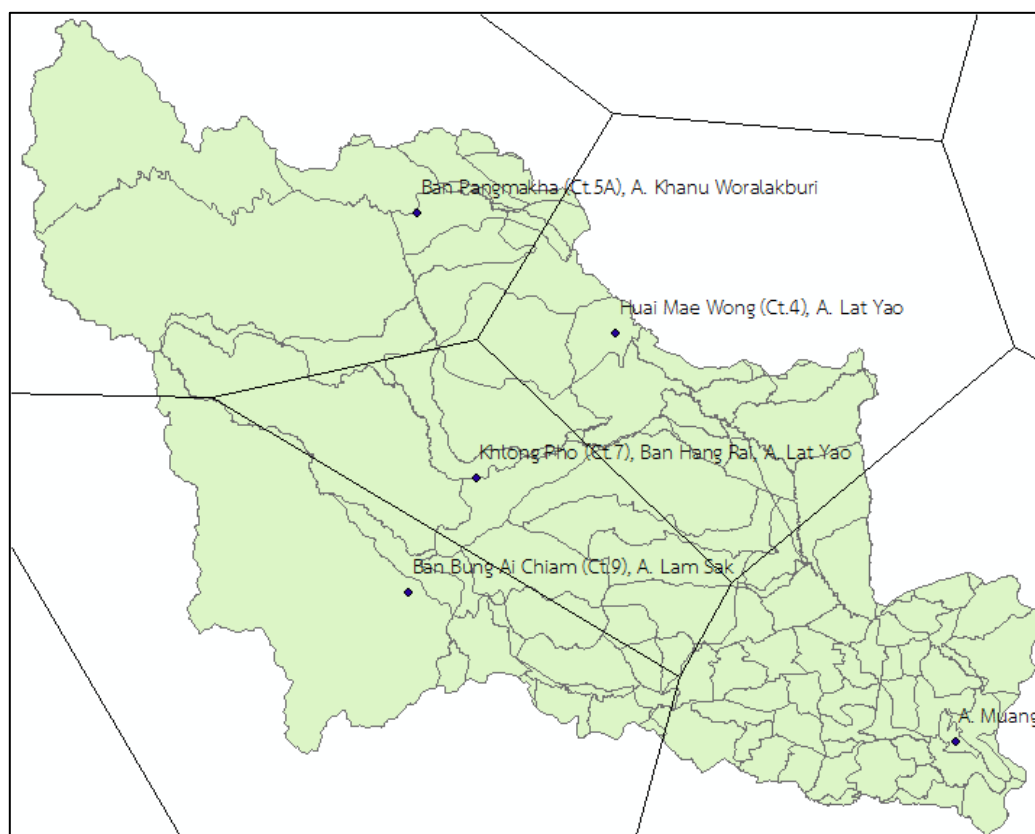 Ban Pangmakha (Ct.5A), A. Khanu Woralakburi
Huai Mae Wong (Ct.4), A. Lat Yao
Khlong Pho (Ct.7), Ban Hang Rai, A. Lat Yao
Ban Bung Ai Chiam (Ct.9), A. Lam Sak
A. Muang